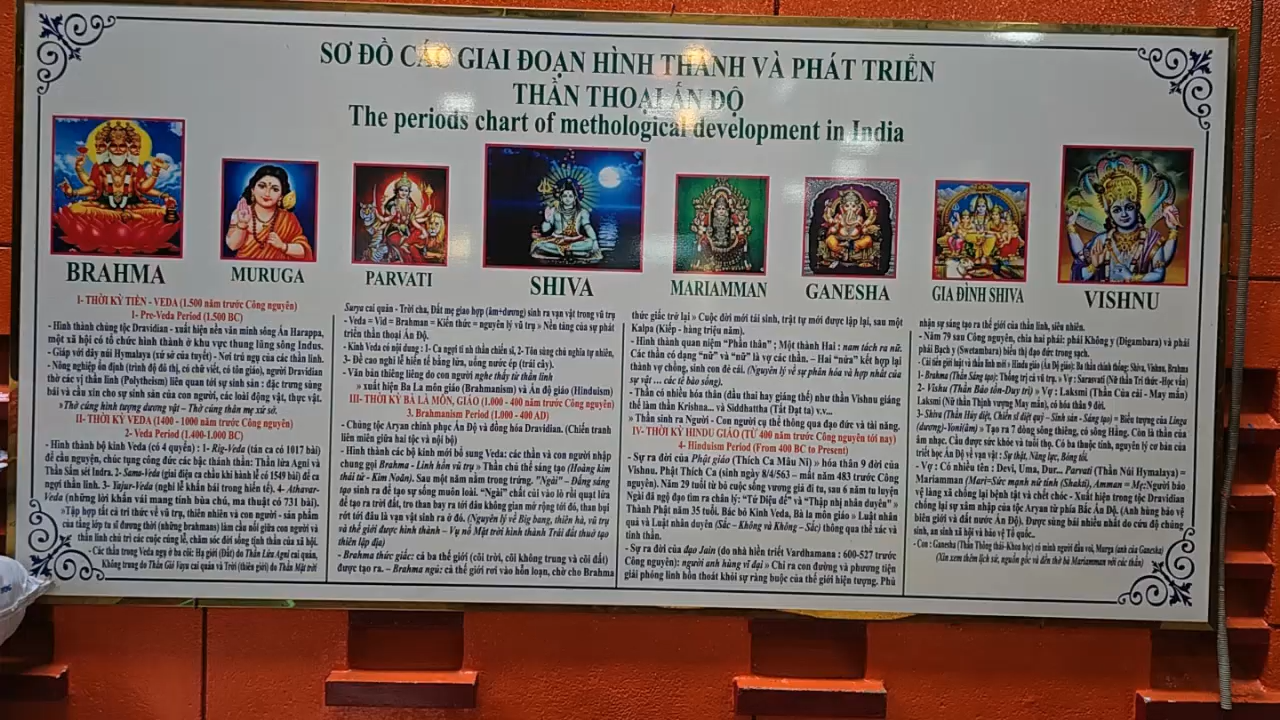 SƠ ĐỒ CÁC GIAI ĐOẠN HÌNH THÀNH VÀ PHÁT TRIỂN
THẦN THOẠI ẤN ĐỘ
The periods chart of methological development in India
BRAHMA
MURUGA
PARVATI
SHIVA
MARIAMMAN
GANESHA
GIA ĐÌNH SHIVA
VISHNU
I- THỜI KỲ TIỀN - VEDA (1.500 năm trước Công nguyên)
1- Pre-Veda Period (1.500 BC)
- Hình thành chủng tộc Dravidian - xuất hiện nền văn minh sông Ấn Harappa,
một xã hội có tổ chức hình thành ở khu vực thung lũng sông Indus.
- Giáp với dãy núi Hymalaya (xứ sở của tuyết) - Nơi trú ngụ của các thần linh.
- Nông nghiệp ổn định (trình độ đô thị, có chữ viết, có tôn giáo), người Dravidian
thờ các vị thần linh (Polytheism) liên quan tới sự sinh sản : đặc trưng sùng
bái và cầu xin cho sự sinh sản của con người, các loài động vật, thực vật.
»Thờ cúng hình tượng dương vật – Thờ cúng thần mẹ xứ sở.
II- THỜI KỲ VEDA (1400 - 1000 năm trước Công nguyên)
2- Veda Period (1.400-1.000 BC)
- Hình thành bộ kinh Veda (có 4 quyển) : 1- Rig-Veda (tán ca có 1017 bài)
để cầu nguyện, chúc tụng công đức các bậc thánh thần: Thần lửa Agni và
Thần Sấm sét Indra. 2- Sama-Veda (giai điệu ca chầu khi hành lễ có 1549 bài) để ca
ngợi thần linh. 3- Yajur-Veda (nghi lễ khấn bái trong hiến tế). 4- Athavar-
Veda (những lời khấn vái mang tính bùa chú, ma thuật có 731 bài).
»Tập hợp tất cả tri thức về vũ trụ, thiên nhiên và con người - sản phẩm
của tầng lớp tu sĩ đương thời (những brahmans) làm cầu nối giữa con người và
thần linh chủ trì các cuộc cúng lễ, chăm sóc đời sống tịnh thần của xã hội.
- Các thần trong Veda ngự ở ba cõi: Hạ giới (Đất) do Thần Lửa Agni cai quản,
Không trung do Thần Gió Vayu cai quản và Trời (thiên giới) do Thần Mặt trời
Surya cai quản - Trời cha, Đất mẹ giao hợp (âm+dương) sinh ra vạn vật trong vũ trụ
- Veda = Vid = Brahman = Kiến thức = nguyên lý vũ trụ » Nền tảng của sự phát
triển thần thoại Ấn Độ.
- Kinh Veda có nội dung : 1- Ca ngợi tinh thần chiến sĩ, 2- Tôn sùng chủ nghĩa tự nhiên,
3- Đề cao nghi lễ hiến tế bằng lửa, uống nước ép (trái cây).
- Văn bản thiêng liêng do con người nghe thấy từ thần linh
» xuất hiện Ba La môn giáo (Brahmanism) và Ấn độ giáo (Hinduism)
III- THỜI KỲ BÀ LA MÔN, GIÁO (1.000 - 400 năm trước Công nguyên)
3. Brahmanism Period (1.000 - 400 AD)
- Chủng tộc Aryan chinh phục Ấn Độ và đồng hóa Dravidian. (Chiến tranh
liên miên giữa hai tộc và nội bộ)
- Hình thành các bộ kinh mới bổ sung Veda: các thần và con người nhập
chung gọi Brahman - Linh hồn vũ trụ » Thần chủ thể sáng tạo (Hoàng kim
thái tử - Kim Noãn). Sau một năm nằm trong trứng. "Ngài" – Đấng sáng
tạo sinh ra để tạo sự sống muôn loài. "Ngài" chất củi vào lò rồi quạt lửa
để tạo ra trời đất, tro than bay ra tới đâu không gian mở rộng tới đó, than bụi
rớt tới đâu là vạn vật sinh ra ở đó. (Nguyên lý về Big bang, thiên hà, vũ trụ
và thế giới được hình thành – Vụ nổ Mặt trời hình thành Trái đất thuở tạo
thiên lập địa)
- Brahma thức giấc: cả ba thế giới (cõi trời, cõi không trung và cõi đất)
được tạo ra. – Brahma ngủ: cả thế giới rơi vào hỗn loạn, chờ cho Brahma
thức giấc trở lại » Cuộc đời mới tái sinh, trật tự mới được lập lại, sau một
Kalpa (Kiếp - hàng triệu năm).
- Hình thành quan niệm "Phần thân" ; Một thành Hai : nam tách ra nữ.
Các thần có dạng "nữ" và "nữ" là vợ các thần. – Hai "nửa" kết hợp lại
thành vợ chồng, sinh con đẻ cái. (Nguyên lý về sự phân hóa và hợp nhất của
sự vật ... các tế bào sống).
- Thần có nhiều hóa thân (đầu thai hay giáng thế) như thần Vishnu giáng
thế làm thần Krishna... và Siddhattha (Tất Đạt ta) v.v...
» Thần sinh ra Người - Con người cụ thể thông qua đạo đức và tài năng.
IV- THỜI KỲ HINDU GIÁO (TỪ 400 năm trước Công nguyên tới nay)
4- Hinduism Period (From 400 BC to Present)
- Sự ra đời của Phật giáo (Thích Ca Mâu Ni) » hóa thân 9 đời của
Vishnu. Phật Thích Ca (sinh ngày 8/4/563 – mất năm 483 trước Công
nguyên). Năm 29 tuổi từ bỏ cuộc sống vương giả đi tu, sau 6 năm tu luyện
Ngài đã ngộ đạo tìm ra chân lý: "Tứ Diệu đế" và "Thập nhị nhân duyên" »
Thành Phật năm 35 tuổi. Bác bỏ Kinh Veda, Bà la môn giáo » Luật nhân
quả và Luật nhân duyên (Sắc – Không và Không – Sắc) thông qua thể xác và
tinh thần.
- Sự ra đời của đạo Jain (do nhà hiền triết Vardhamana : 600-527 trước
Công nguyên): người anh hùng vĩ đại » Chỉ ra con đường và phương tiện
giải phóng linh hồn thoát khỏi sự ràng buộc của thế giới hiện tượng. Phủ
nhận sự sáng tạo ra thế giới của thần linh, siêu nhiên.
- Năm 79 sau Công nguyên, chia hai phái: phái Không y (Digambara) và phái
phái Bạch y (Swetambara) biểu thị đạo đức trong sạch.
- Cải tiến giới luật và thần linh mới » Hindu giáo (Ấn Độ giáo): Ba thần chính thống: Shiva, Vishnu, Brahma
1- Brahma (Thần Sáng tạo): Thống trị cả vũ trụ. » Vợ : Sarasvati (Nữ thần Tri thức -Học vấn)
2- Vishu (Thần Bảo tồn-Duy trì) » Vợ : Laksmi (Thần Của cải - May mắn)
Laksmi (Nữ thần Thịnh vượng May mắn), có hóa thân 9 đời.
3- Shiva (Thần Hủy diệt, Chiến sĩ diệt quỷ – Sinh sản - Sáng tạo) » Biểu tượng của Linga
(dương)-Yoni(âm) » Tạo ra 7 dòng sông thiêng, có sông Hằng. Còn là thần của
âm nhạc. Cầu được sức khỏe và tuổi thọ. Có ba thuộc tính, nguyên lý cơ bản của
triết học Ấn Độ về vạn vật: Sự thật, Năng lực, Bóng tối.
- Vợ : Có nhiều tên : Devi, Uma, Dur... Parvati (Thần Núi Hymalaya) =
Mariamman (Mari=Sức mạnh nữ tính (Shakti), Amman = Mẹ:Người bảo
vệ làng xã chống lại bệnh tật và chết chóc - Xuất hiện trong tộc Dravidian
chống lại sự xâm nhập của tộc Aryan từ phía Bắc Ấn Độ. (Anh hùng bảo vệ
biên giới và đất nước Ấn Độ). Được sùng bái nhiều nhất do cứu độ chúng
sinh, an sinh xã hội và bảo vệ Tổ quốc..
- Con : Ganesha (Thần Thông thái-Khoa học) có mình người đầu voi, Murga (anh của Ganesha)
(Xin xem thêm lịch sử, nguồn gốc và đền thờ bà Mariamman với các thần)